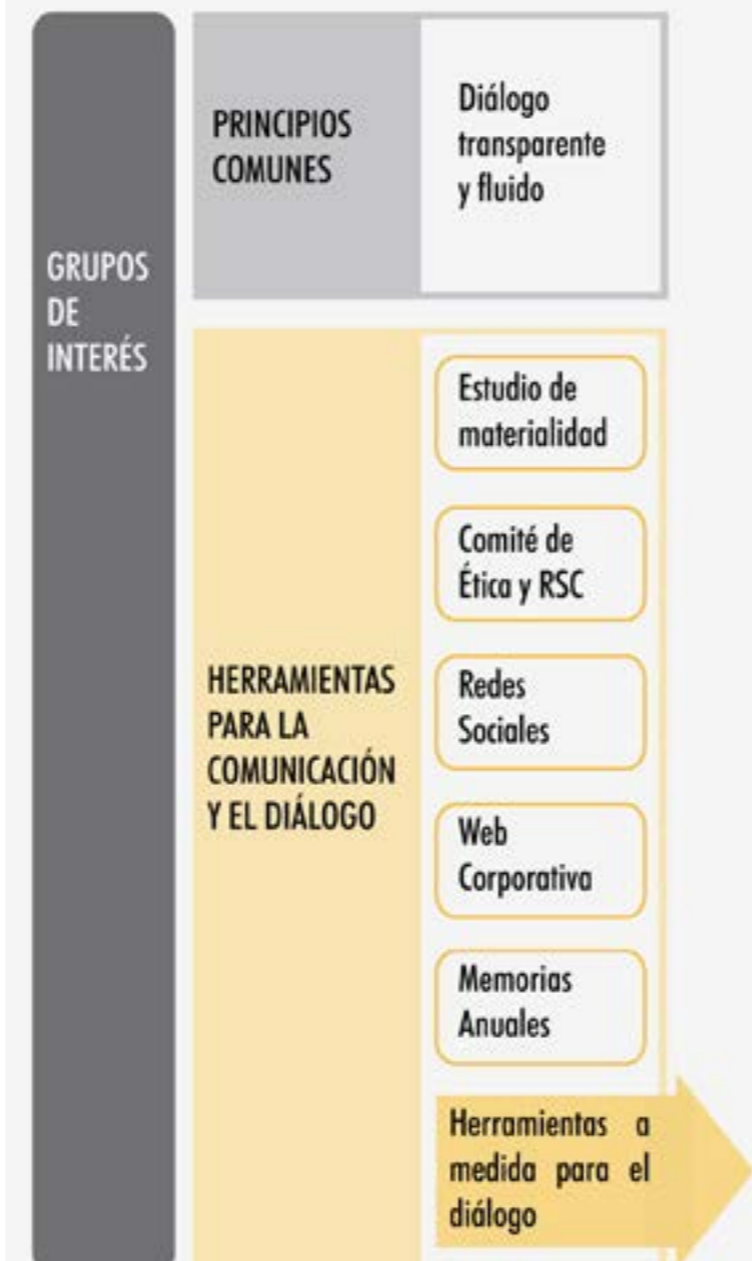 GRUPOS
DE
INTERÉS
PRINCIPIOS
COMUNES
Diálogo
transparente
y fluido
HERRAMIENTAS
PARA LA
COMUNICACIÓN
Y EL DIÁLOGO
Estudio de
materialidad
Comité de
Ética y RSC
Redes
Sociales
Web
Corporativa
Memorias
Anuales
Herramientas a
medida para el
diálogo